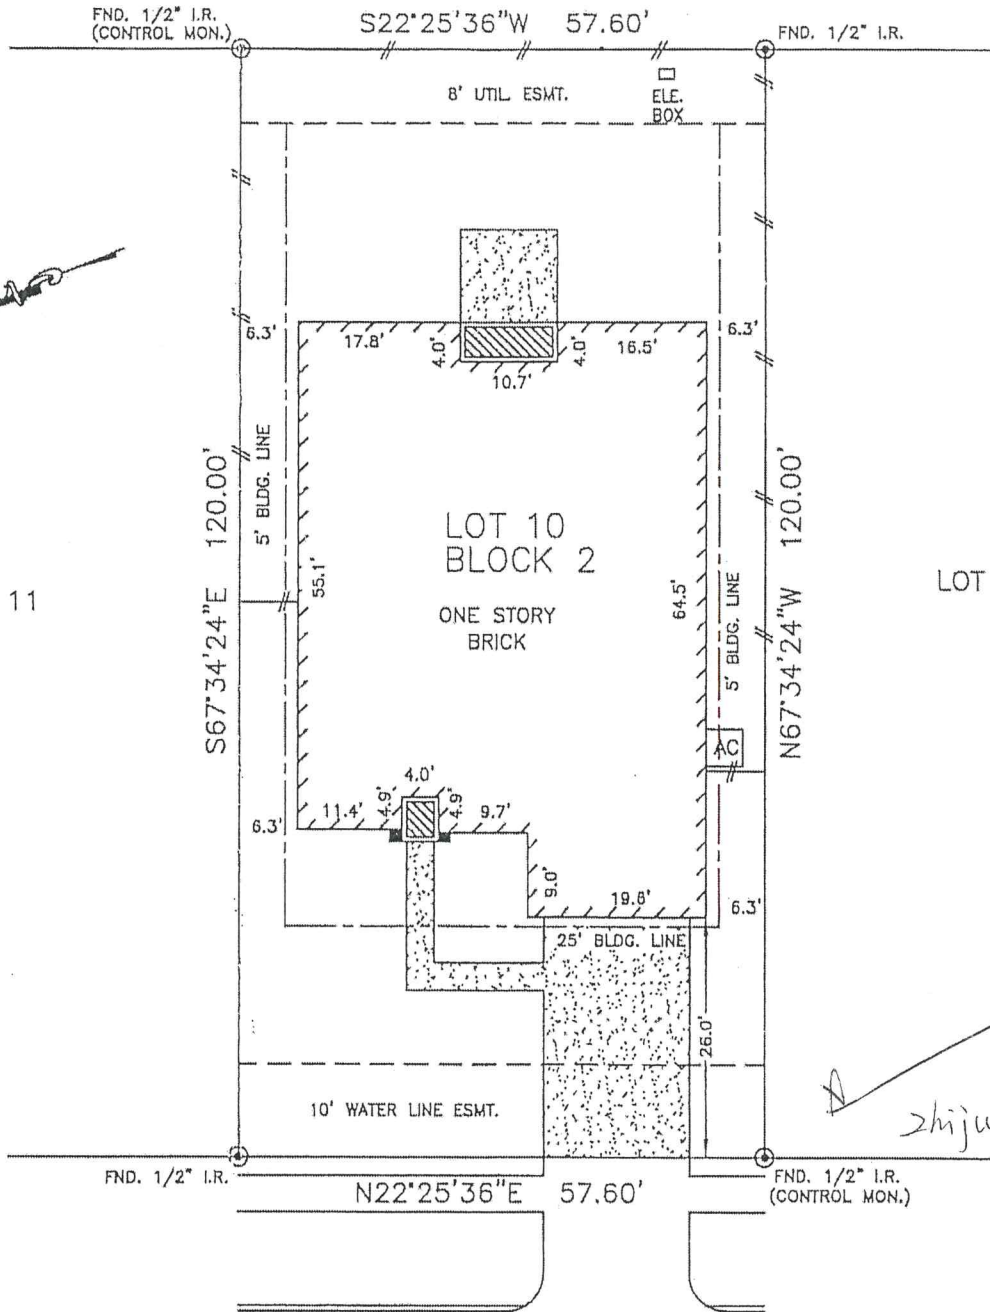 FND. 1/2" I.R.
(CONTROL MON.)
S22°25'36"W 57.60'
FND. 1/2" I.R.
8' UTIL ESMT.
ELE.
BOX
6.3'
17.8'
4.0'
10.7'
4.0'
16.5'
6.3'
5' BLDG. LINE
S67°34'24"E 120.00'
55.1'
LOT 10
BLOCK 2
ONE STORY
BRICK
64.5'
5' BLDG. LINE
N67°34'24"W 120.00'
11
LOT
AC
6.3'
11.4'
4.9'
4.0'
4.9'
9.7'
9.0'
19.8'
6.3'
25' BLDG. LINE
26.0'
10' WATER LINE ESMT.
FND. 1/2" I.R.
N22°25'36"E 57.60'
FND. 1/2" I.R.
(CONTROL MON.)